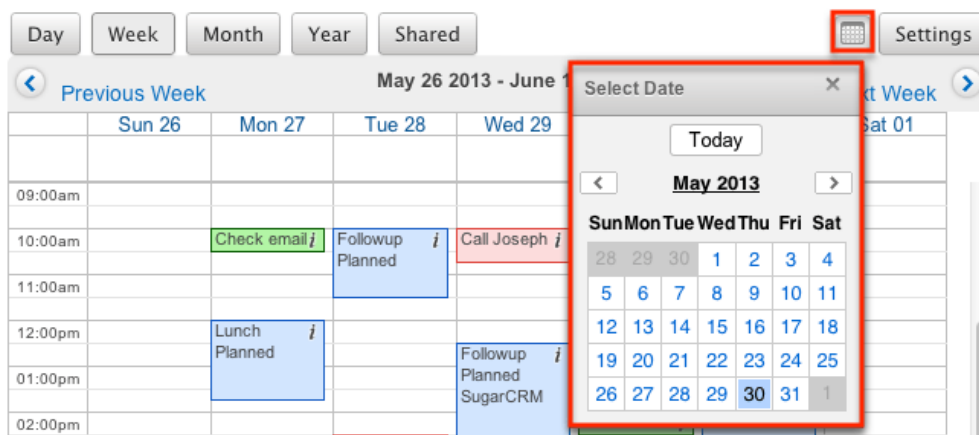 Day Week Month Year Shared Settings
Previous Week May 26 2013 - June 1 xt Week
Sun 26 Mon 27 Tue 28 Wed 29 Sat 01
Select Date ×
Today
< May 2013 >
Sun Mon Tue Wed Thu Fri Sat
28 29 30 1 2 3 4
5 6 7 8 9 10 11
12 13 14 15 16 17 18
19 20 21 22 23 24 25
26 27 28 29 30 31 1
09:00am
10:00am
Check email i
Followup i
Planned
Call Joseph i
11:00am
12:00pm
Lunch i
Planned
Followup i
Planned
SugarCRM
01:00pm
02:00pm